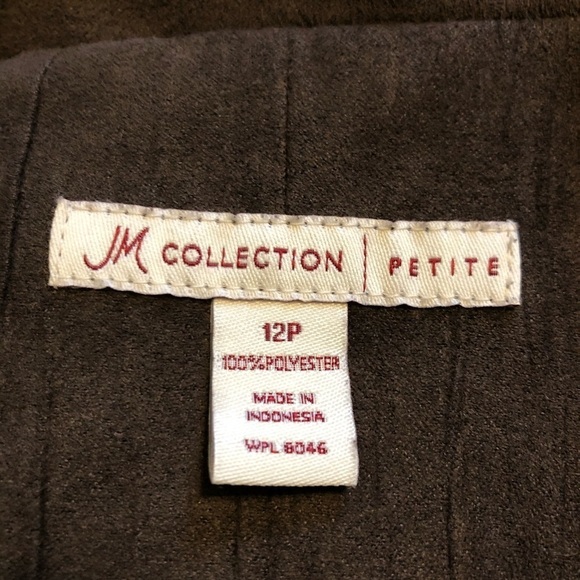 JM COLLECTION | PETITE
12P
100% POLYESTER
MADE IN
INDONESIA
WPL 8046